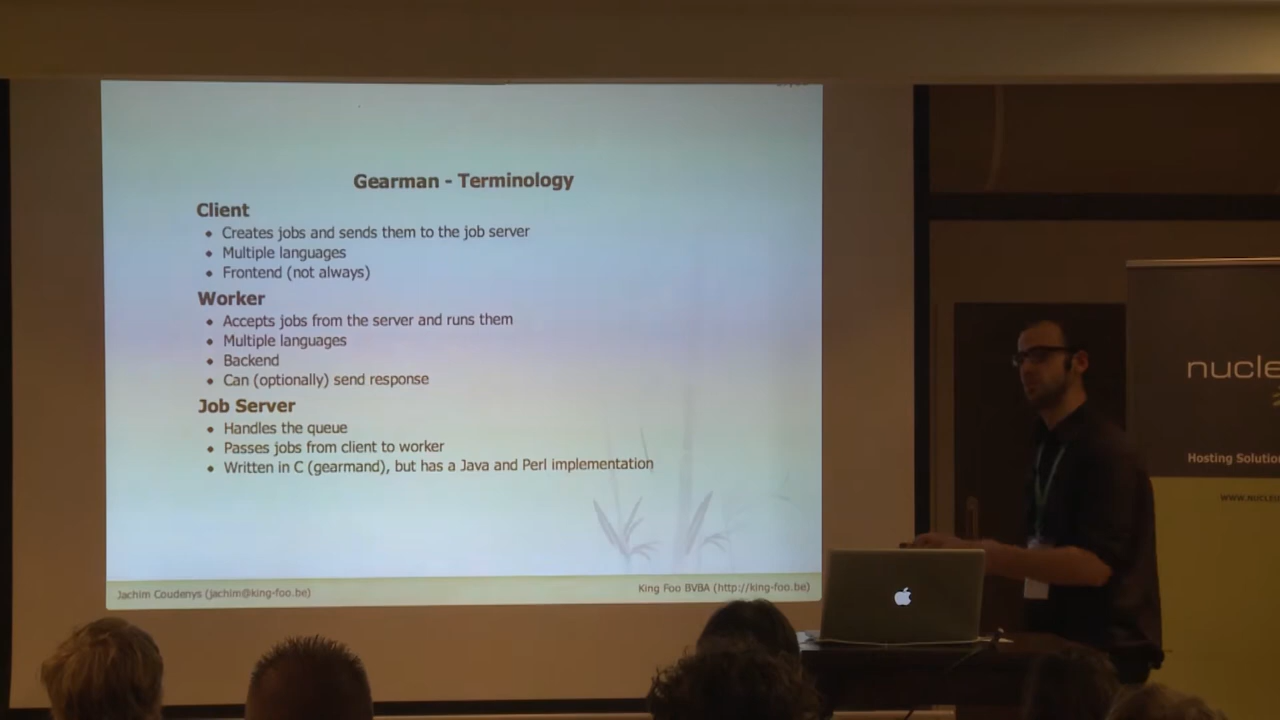 Gearman - Terminology
Client
• Creates jobs and sends them to the job server
• Multiple languages
• Frontend (not always)
Worker
• Accepts jobs from the server and runs them
• Multiple languages
• Backend
• Can (optionally) send response
Job Server
• Handles the queue
• Passes jobs from client to worker
• Written in C (gearmand), but has a Java and Perl implementation
Jachim Coudenys (jachim@king-foo.be)
King Foo BVBA (http://king-foo.be)
nucle
Hosting Solution